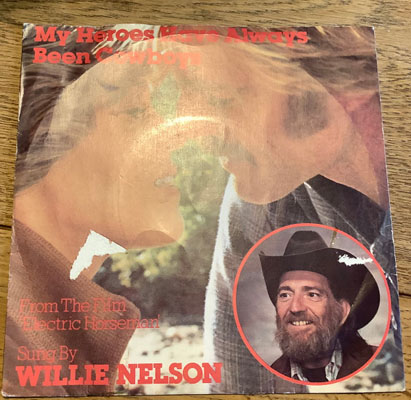 My Heroes Have Always
Been Cowboys
From The Film
'Electric Horseman'
Sung By
WILLIE NELSON